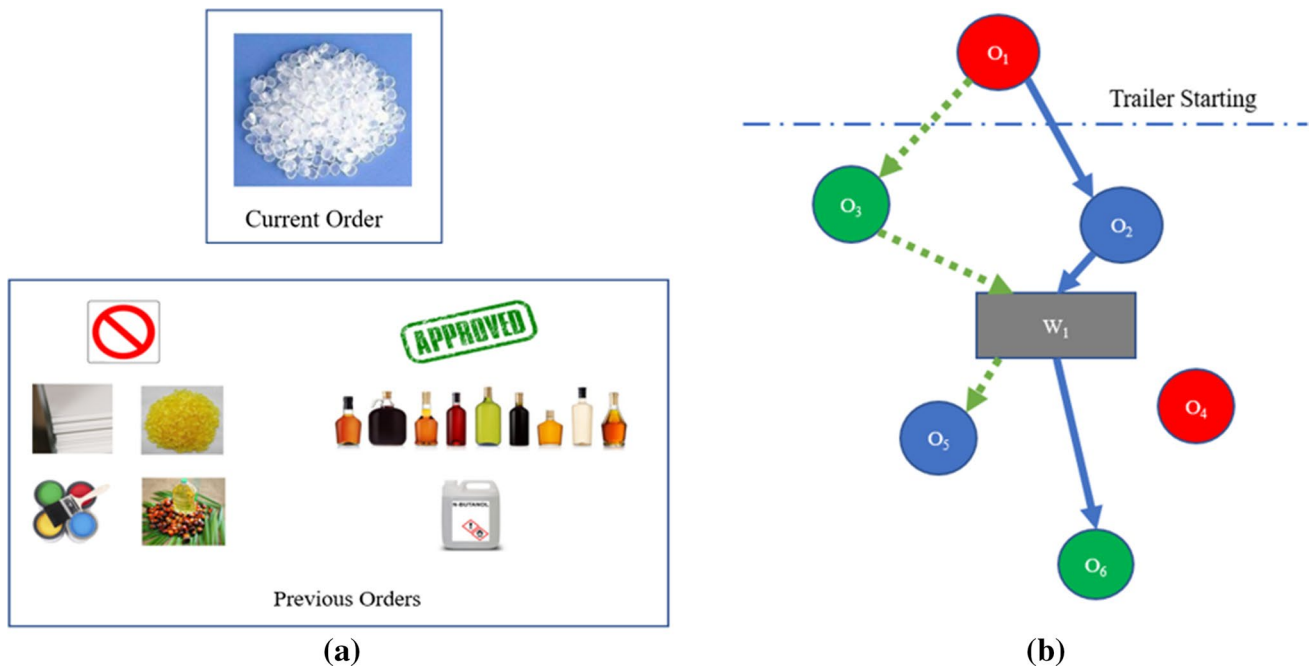 Current Order
APPROVED
N-BUTANOL
Previous Orders
(a)
O₁
Trailer Starting
O₃
O₂
W₁
O₄
O₅
O₆
(b)